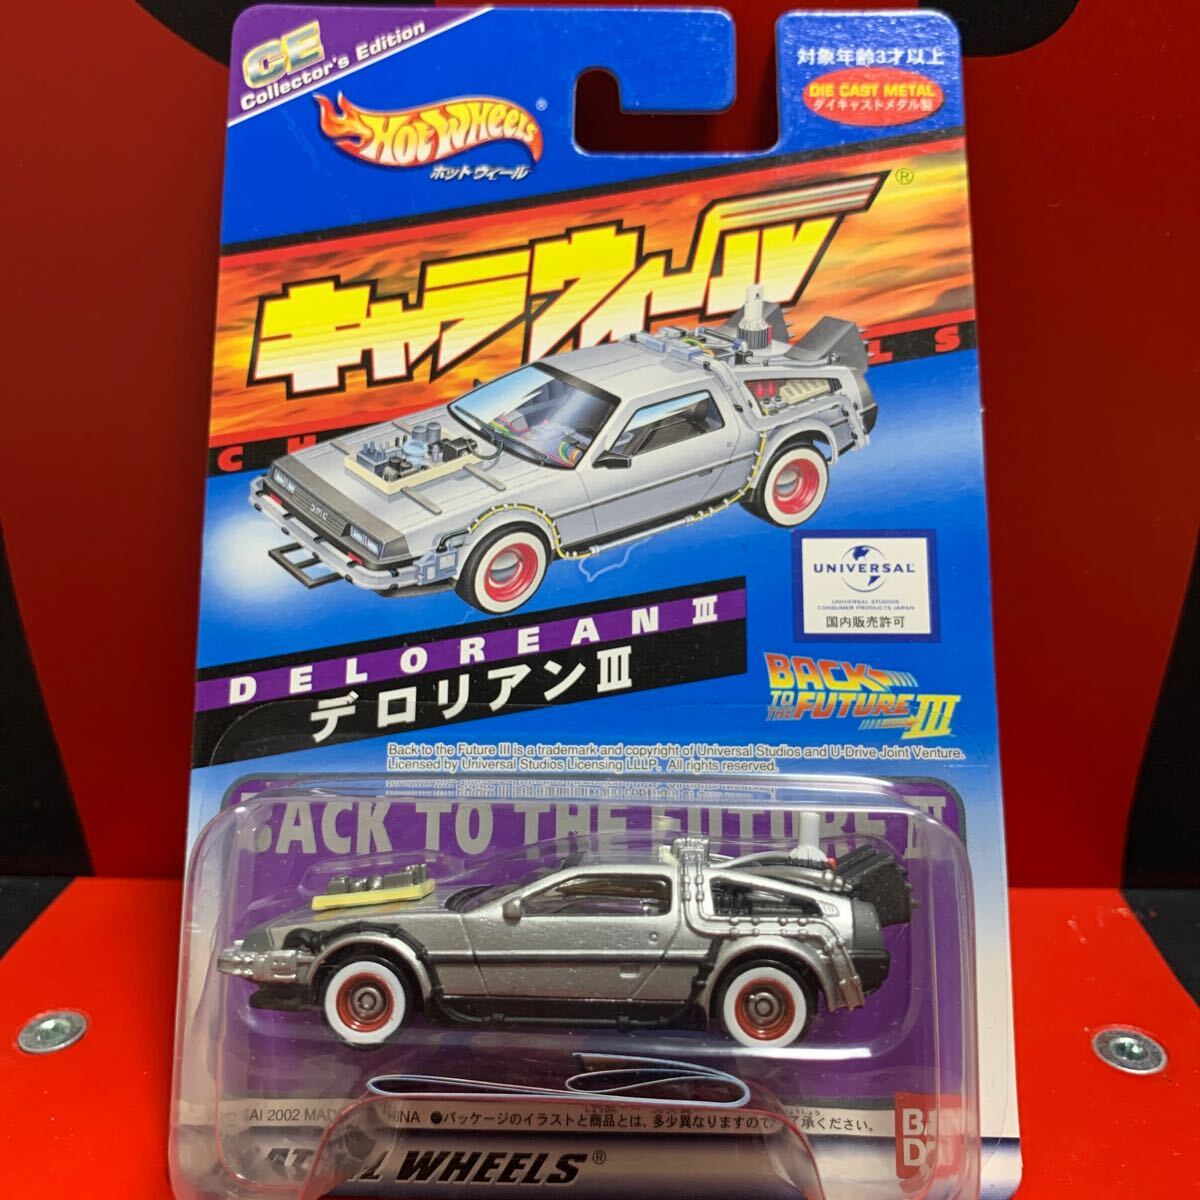 CE
Collector's Edition
対象年齢3才以上
DIE CAST METAL
ダイキャストメタル製
HOT WHEELS®
ホットウィール
キャラウィール®
DMC
UNIVERSAL®
UNIVERSAL STUDIOS
CONSUMER PRODUCTS JAPAN
国内販売許可
DELOREAN III
デロリアンIII
BACK
TO THE FUTURE III
Back to the Future III is a trademark and copyright of Universal Studios and U-Drive Joint Venture.
Licensed by Universal Studios Licensing LLLP. All rights reserved.
BACK TO THE FUTURE III
AI 2002 MAD
INA ●パッケージのイラストと商品とは、多少異なりますので
了承ください。
WHEELS®